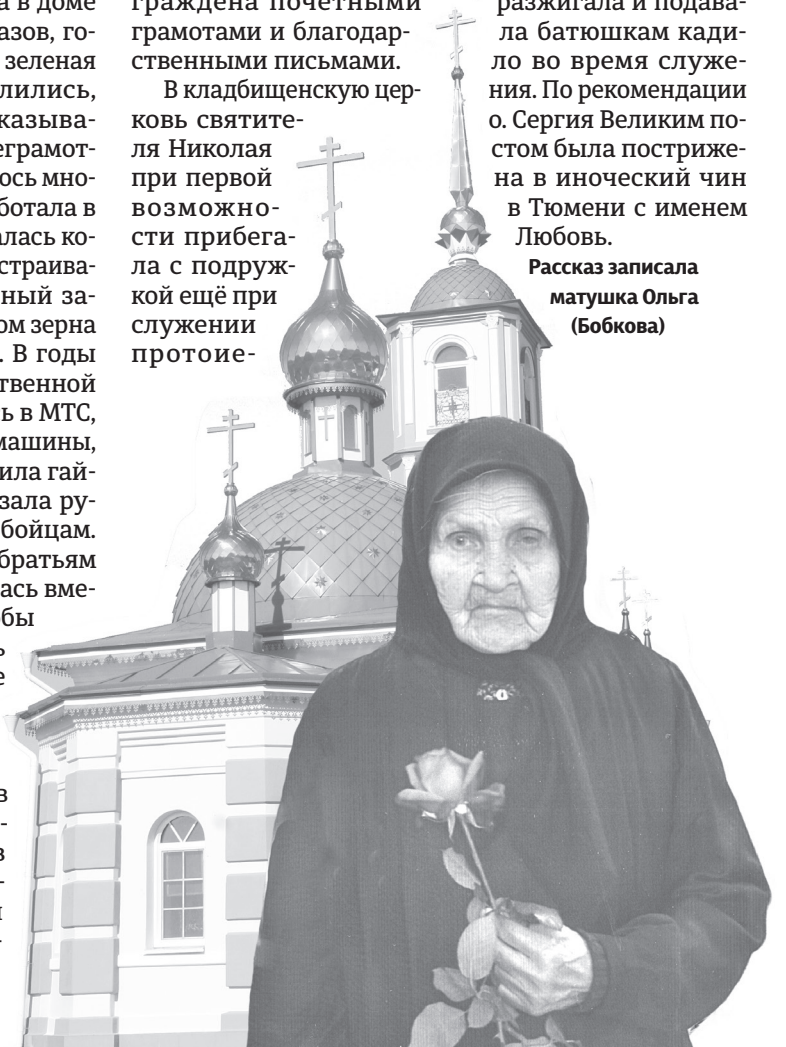 а в доме
азов, го-
зеленая
лились,
казыва-
еграмот-
ось мно-
ботала в
алась ко-
страива-
ный за-
ом зерна
. В годы
твенной
ь в МТС,
машины,
ила гай-
зала ру-
бойцам.
братьям
ась вме-
обы
ь
е
в
-
в
-
-
граждена почетными
грамотами и благодар-
ственными письмами.
В кладбищенскую цер-
ковь святите-
ля Николая
при первой
возможно-
сти прибега-
ла с подруж-
кой ещё при
служении
протоие-
разжигала и подава-
ла батюшкам кади-
ло во время служе-
ния. По рекомендации
о. Сергия Великим по-
стом была постриже-
на в иноческий чин
в Тюмени с именем
Любовь.
Рассказ записала
матушка Ольга
(Бобкова)